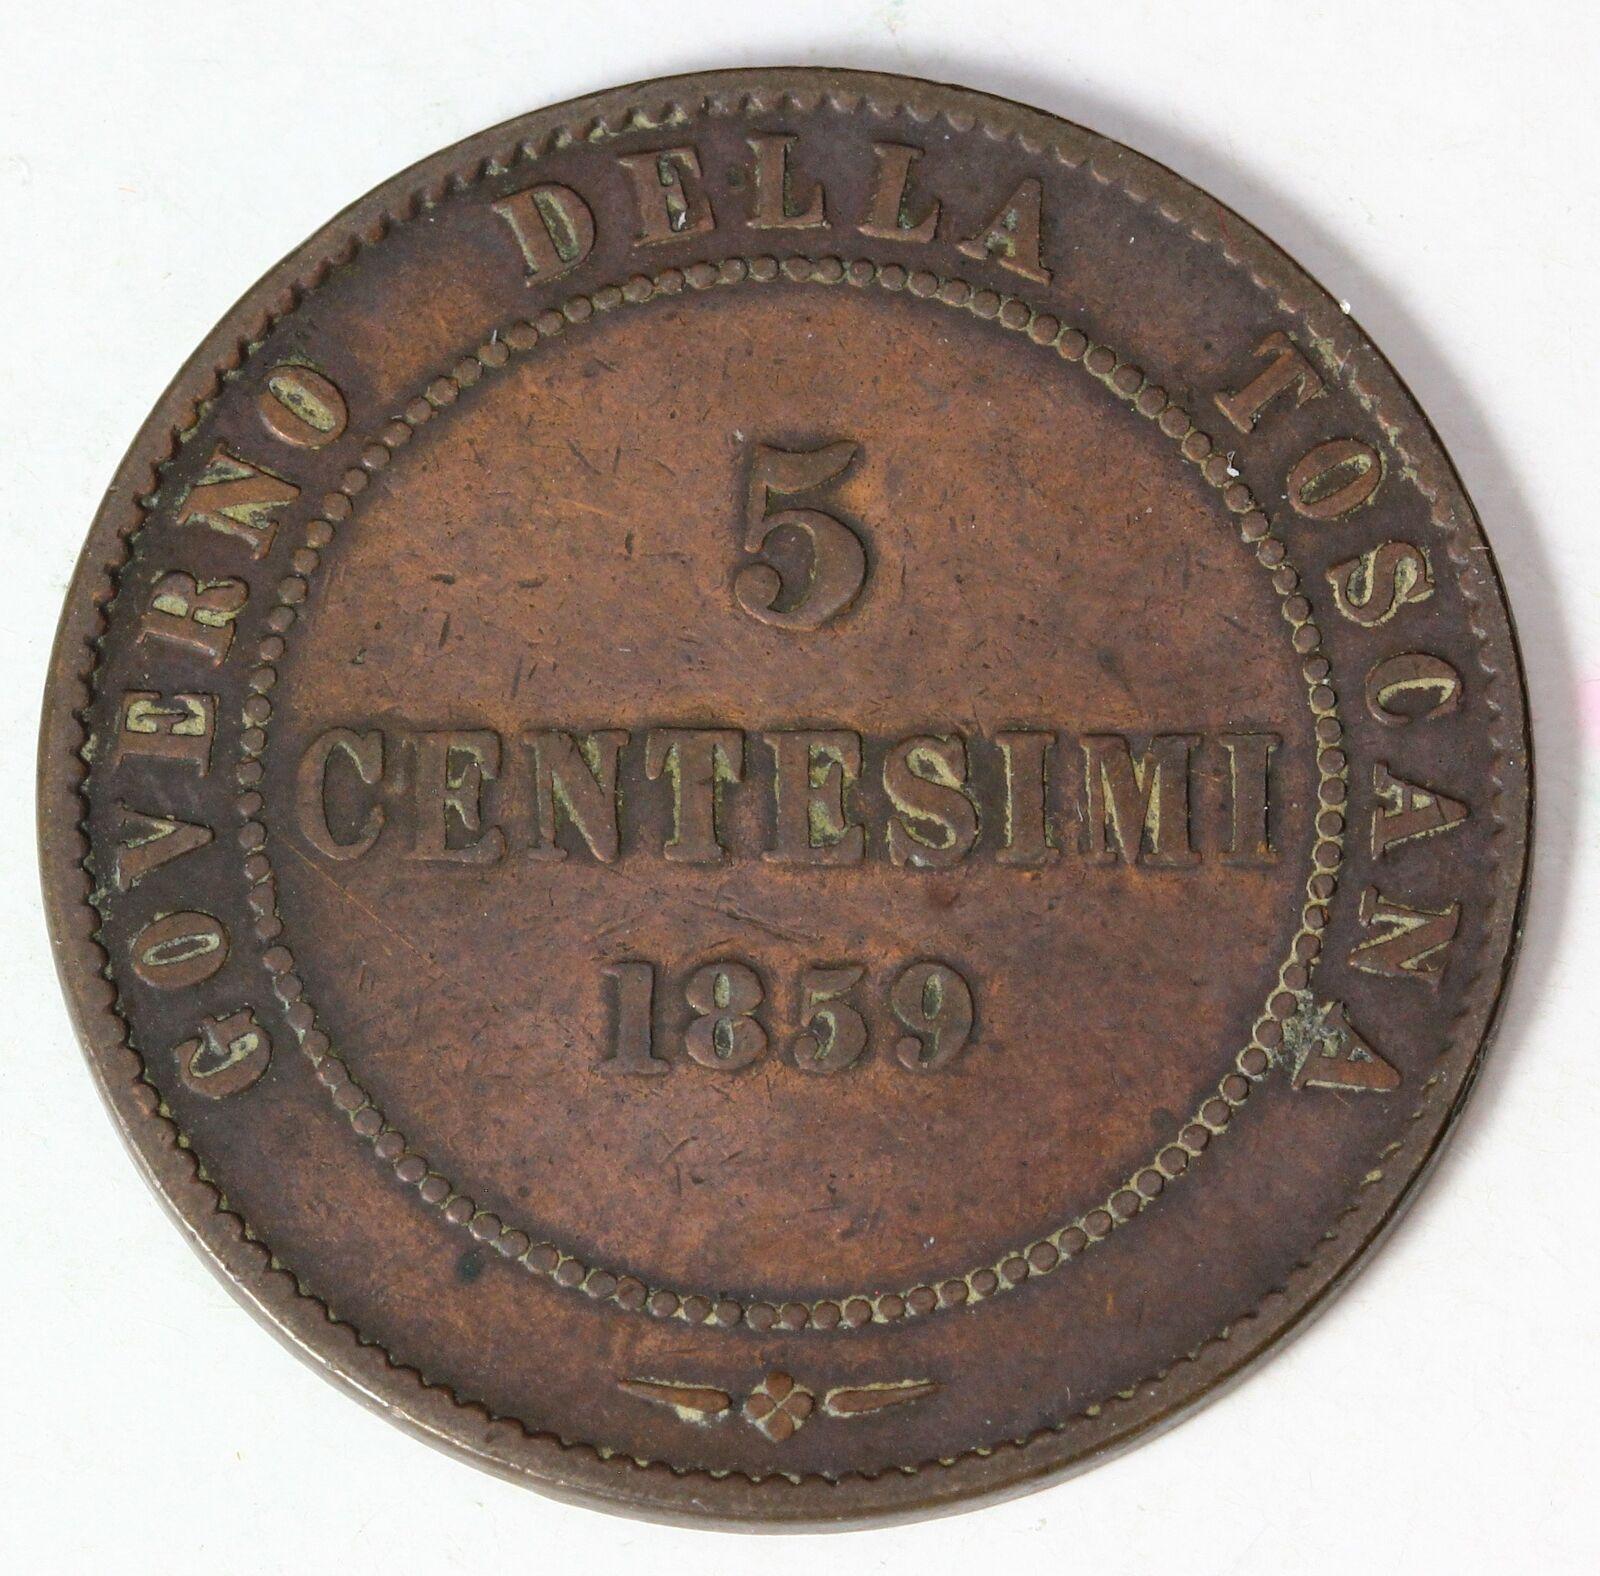 GOVERNO DELLA TOSCANA
5
CENTESIMI
1859